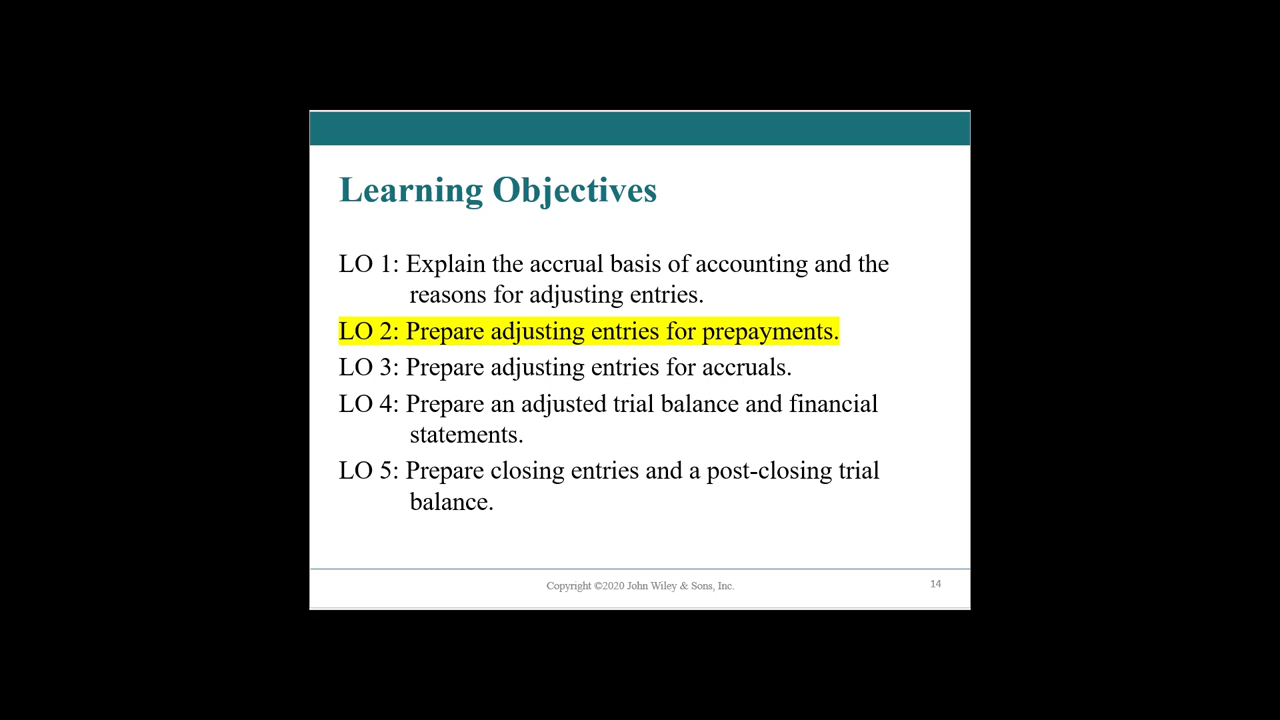 Learning Objectives
LO 1: Explain the accrual basis of accounting and the
reasons for adjusting entries.
LO 2: Prepare adjusting entries for prepayments.
LO 3: Prepare adjusting entries for accruals.
LO 4: Prepare an adjusted trial balance and financial
statements.
LO 5: Prepare closing entries and a post-closing trial
balance.
Copyright ©2020 John Wiley & Sons, Inc.
14